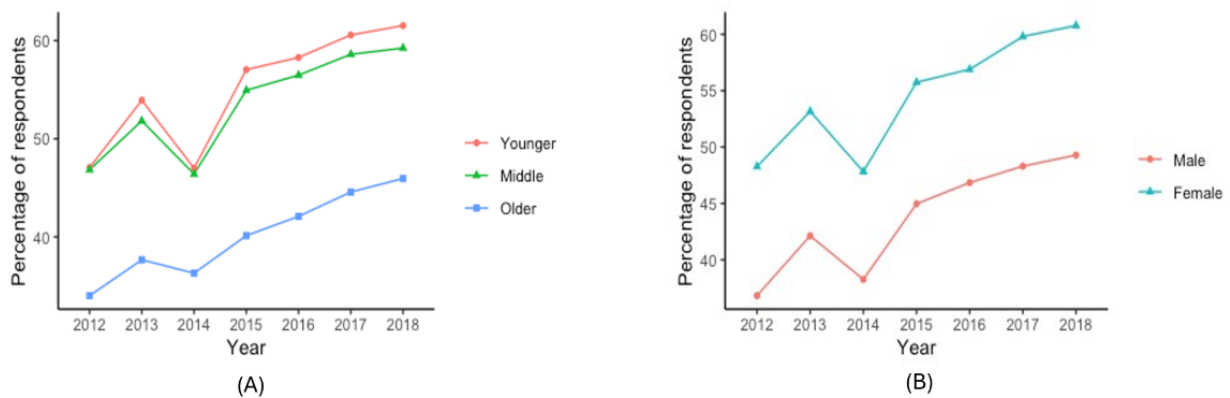 Percentage of respondents
60
50
40
2012 2013 2014 2015 2016 2017 2018
Year
Younger
Middle
Older
(A)
Percentage of respondents
60
55
50
45
40
2012 2013 2014 2015 2016 2017 2018
Year
Male
Female
(B)